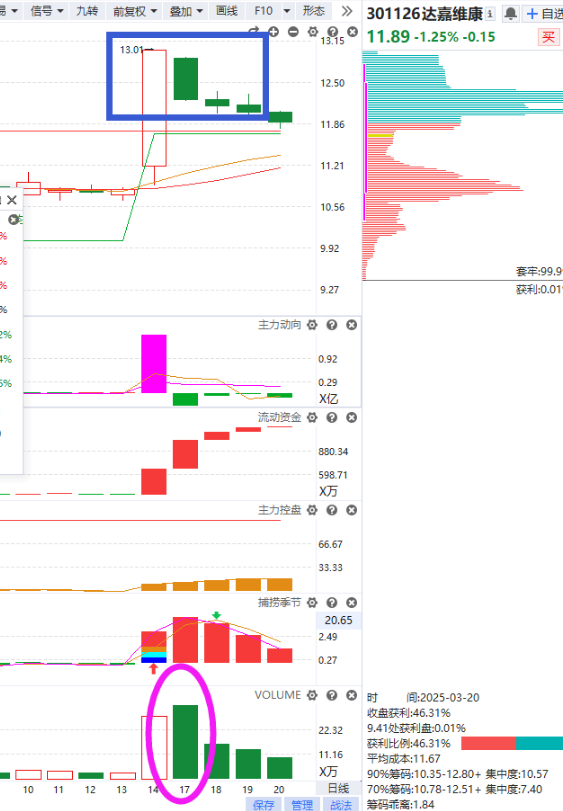 信号
九转
前复权
叠加
画线
F10
形态
301126达嘉维康
自选
11.89 -1.25% -0.15
买
13.15
13.01
12.50
11.86
11.21
10.56
9.92
9.27
套牢:99.99
获利:0.01%
2%
4%
主力动向
0.92
0.29
X亿
流动资金
880.34
598.71
X万
主力控盘
66.67
33.33
捕捞季节
20.65
2.49
0.27
VOLUME
22.32
11.16
X万
10 11 12 13 14 17 18 19 20
日线
保存 管理 战法
时 间:2025-03-20
收盘获利:46.31%
9.41处获利盘:0.01%
获利比例:46.31%
平均成本:11.67
90%筹码:10.35-12.80+ 集中度:10.57
70%筹码:10.78-12.51+ 集中度:7.40
筹码乖离:1.84